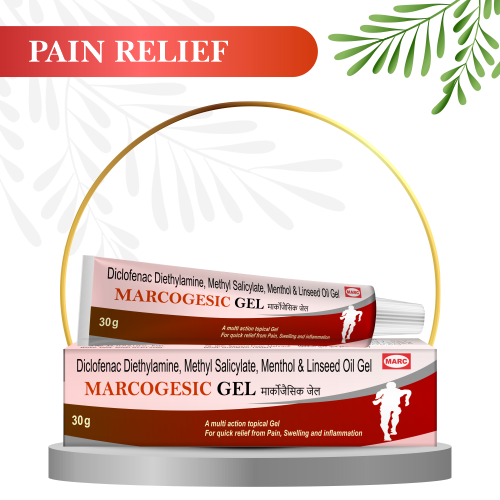 PAIN RELIEF
Diclofenac Diethylamine, Methyl Salicylate, Menthol & Linseed Oil Gel
MARCOGESIC GEL मार्कोजेसिक जेल
MARC
30g
A multi action topical Gel
For quick relief from Pain, Swelling and inflammation
Diclofenac Diethylamine, Methyl Salicylate, Menthol & Linseed Oil Gel
MARC
MARCOGESIC GEL मार्कोजेसिक जेल
30g
A multi action topical Gel
For quick relief from Pain, Swelling and inflammation